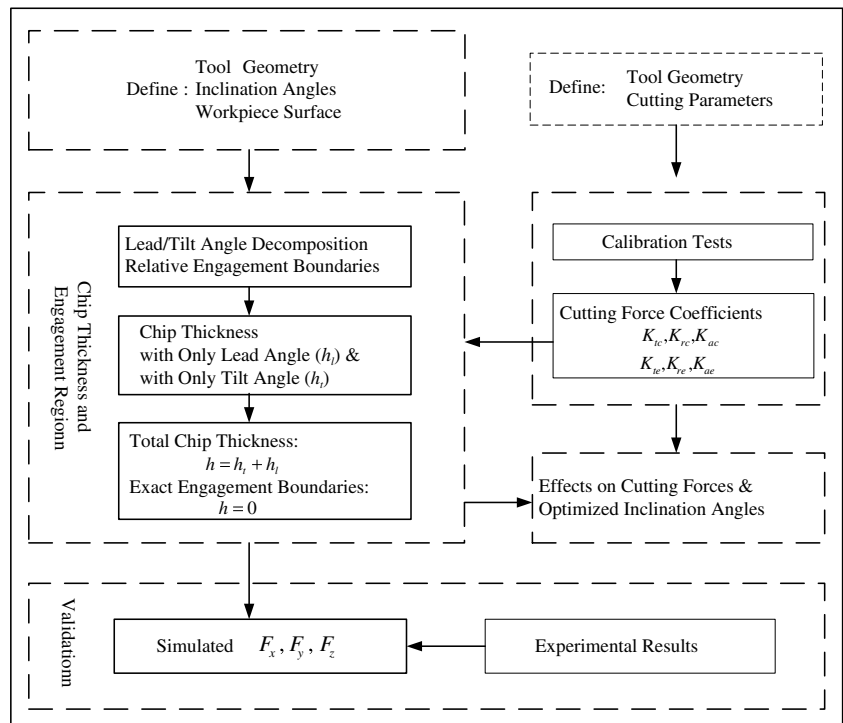 Tool Geometry
Define : Inclination Angles
Workpiece Surface
Define: Tool Geometry
Cutting Parameters
Chip Thickness and
Engagement Regionn
Lead/Tilt Angle Decomposition
Relative Engagement Boundaries
Chip Thickness
with Only Lead Angle (h_l) &
with Only Tilt Angle (h_t)
Total Chip Thickness:
h = h_t + h_l
Exact Engagement Boundaries:
h = 0
Calibration Tests
Cutting Force Coefficients
K_tc, K_rc, K_ac
K_te, K_re, K_ae
Effects on Cutting Forces &
Optimized Inclination Angles
Validationn
Simulated F_x, F_y, F_z
Experimental Results